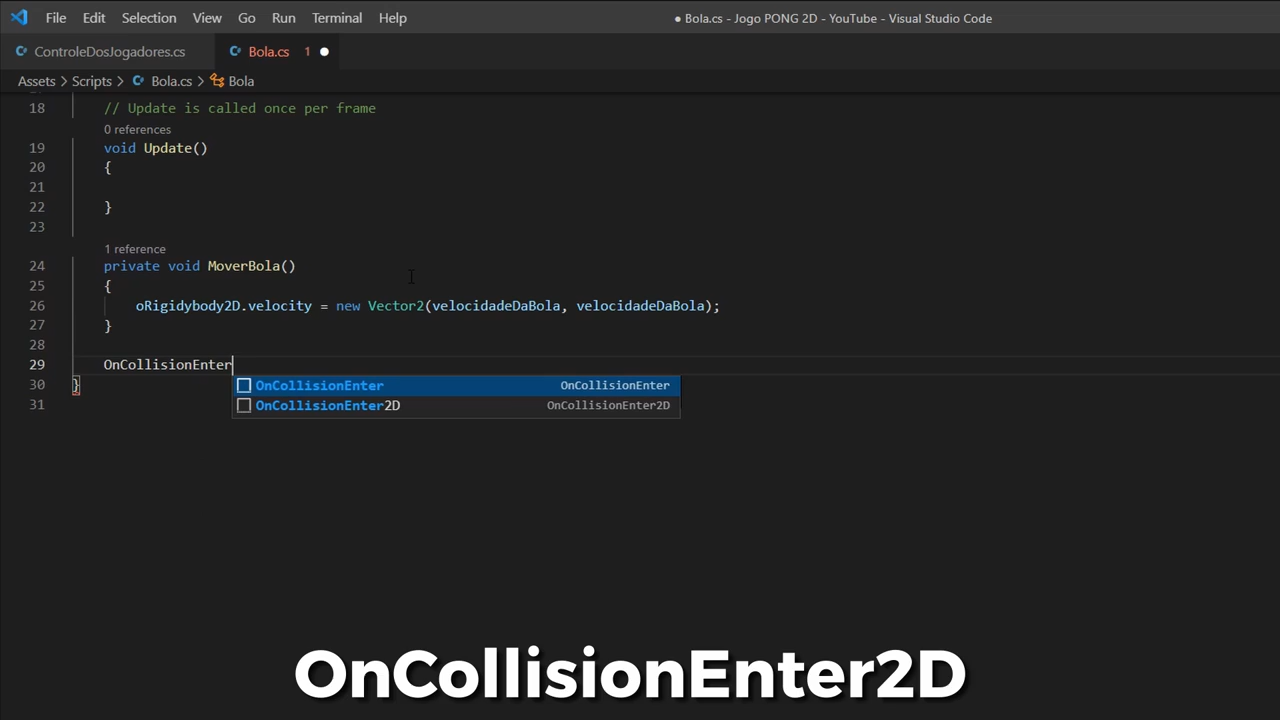 File Edit Selection View Go Run Terminal Help ● Bola.cs - Jogo PONG 2D - YouTube - Visual Studio Code
ControleDosJogadores.cs Bola.cs 1 ●
Assets > Scripts > Bola.cs > Bola
18 // Update is called once per frame
0 references
19 void Update()
20 {
21
22 }
23
1 reference
24 private void MoverBola()
25 {
26 oRigidybody2D.velocity = new Vector2(velocidadeDaBola, velocidadeDaBola);
27 }
28
29 OnCollisionEnter
30 }
OnCollisionEnter OnCollisionEnter
31
OnCollisionEnter2D OnCollisionEnter2D
OnCollisionEnter2D